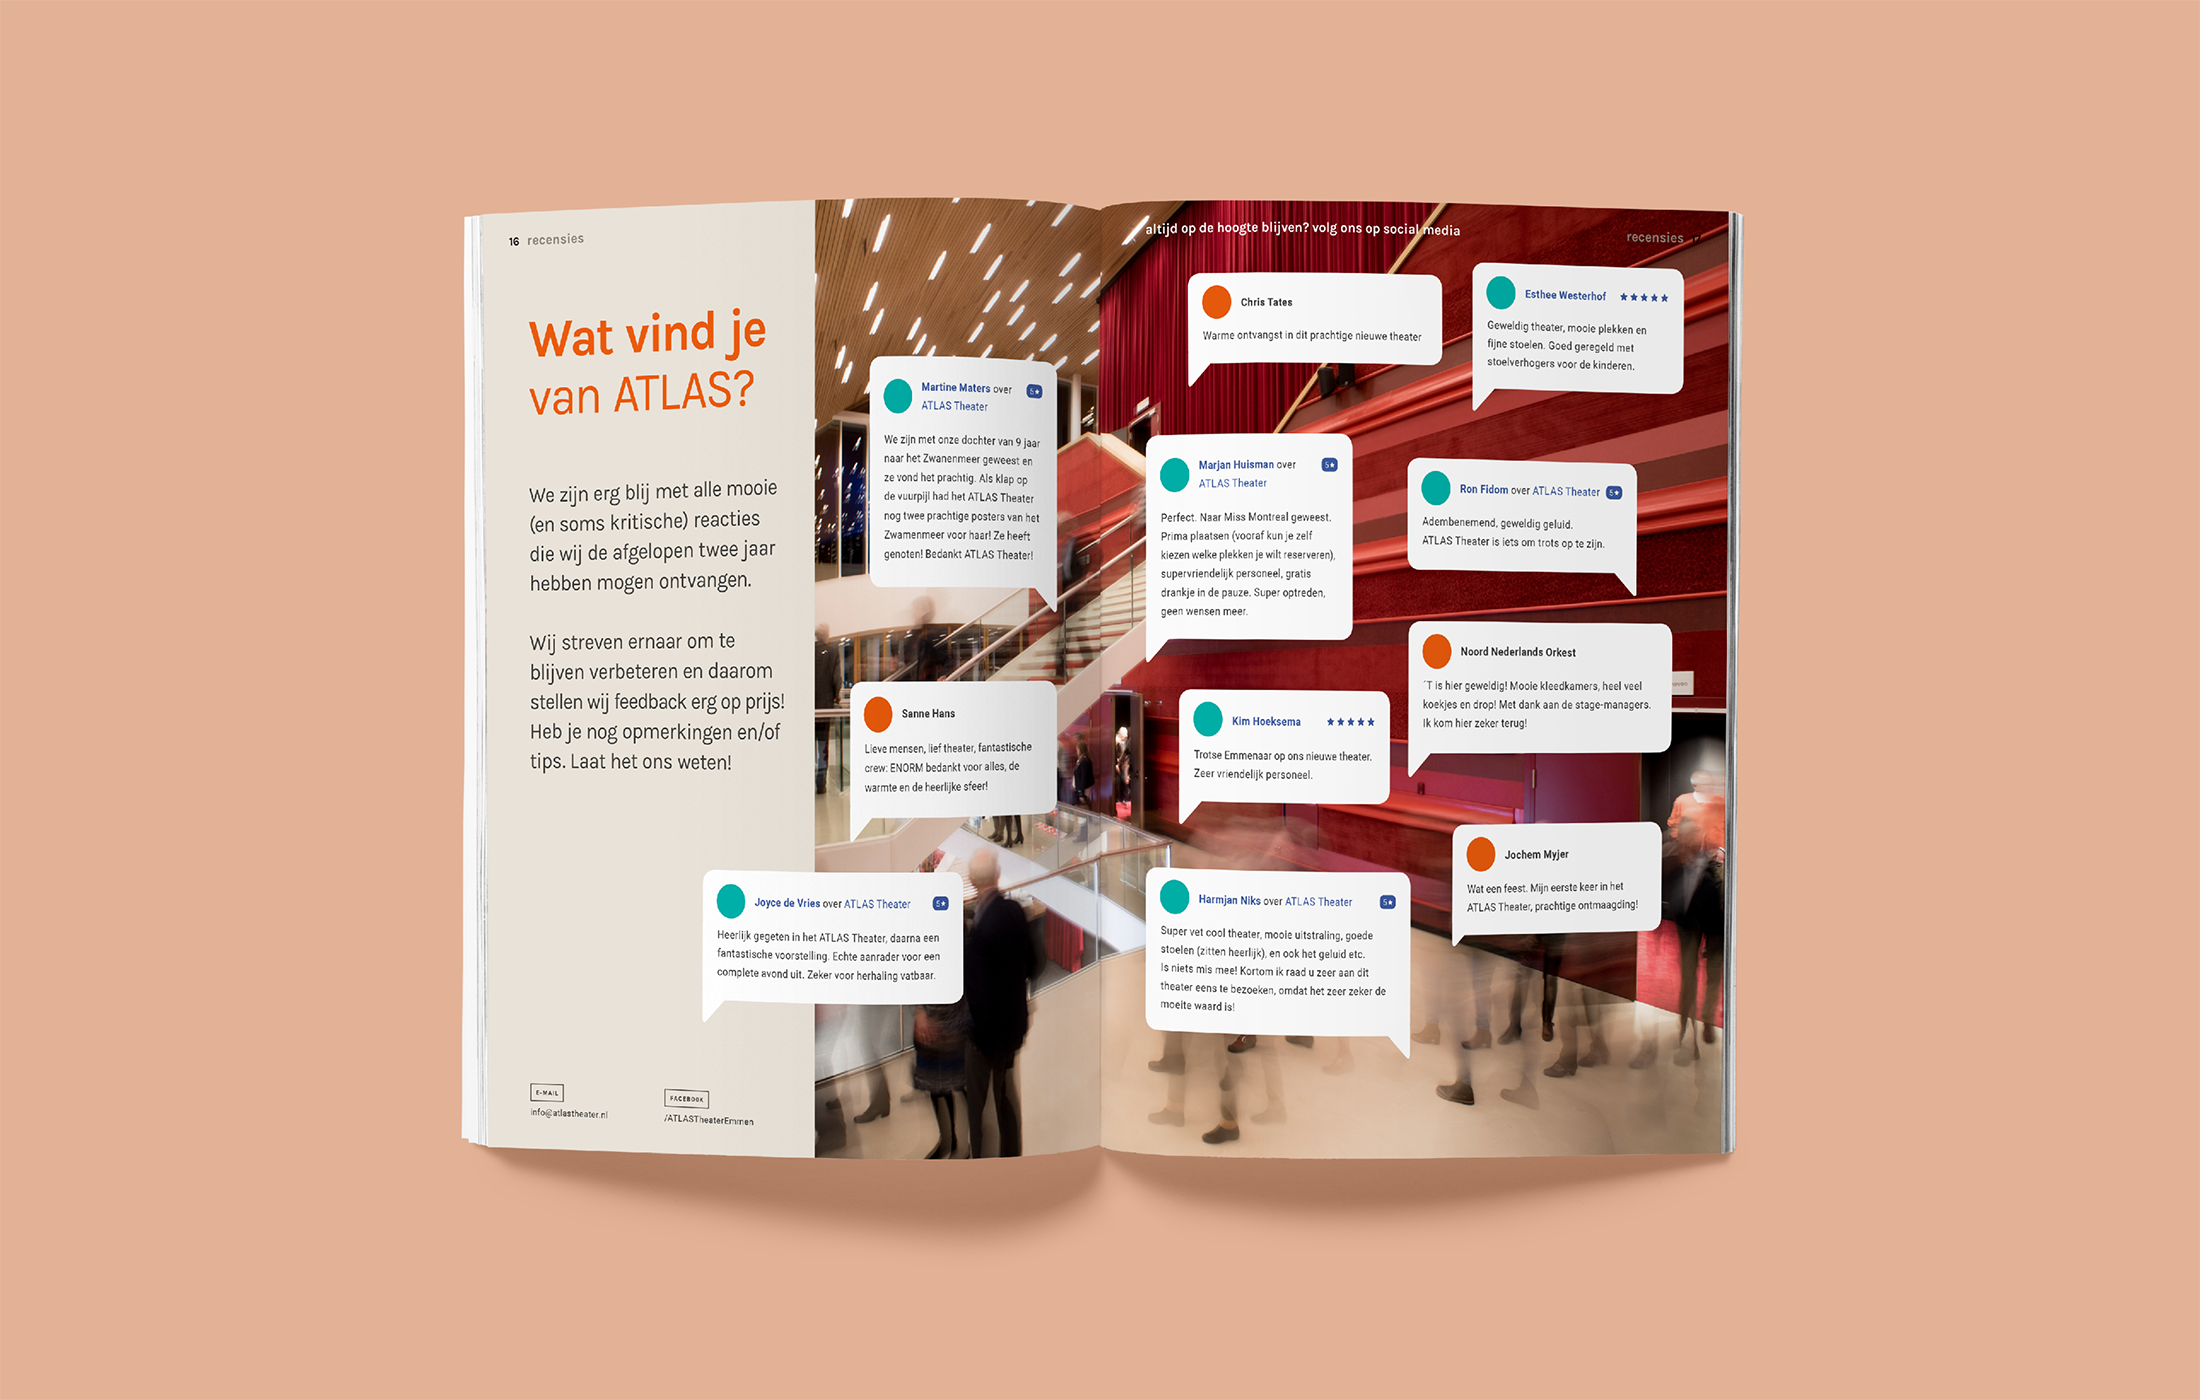 16 recensies
Wat vind je
van ATLAS?
We zijn erg blij met alle mooie
(en soms kritische) reacties
die wij de afgelopen twee jaar
hebben mogen ontvangen.
Wij streven ernaar om te
blijven verbeteren en daarom
stellen wij feedback erg op prijs!
Heb je nog opmerkingen en/of
tips. Laat het ons weten!
E-MAIL
info@atlastheater.nl
FACEBOOK
/ATLASTheaterEmmen
Martine Maters over 5★
ATLAS Theater
We zijn met onze dochter van 9 jaar
naar het Zwanenmeer geweest en
ze vond het prachtig. Als klap op
de vuurpijl had het ATLAS Theater
nog twee prachtige posters van het
Zwamenmeer voor haar! Ze heeft
genoten! Bedankt ATLAS Theater!
Sanne Hans
Lieve mensen, lief theater, fantastische
crew: ENORM bedankt voor alles, de
warmte en de heerlijke sfeer!
Joyce de Vries over ATLAS Theater 5★
Heerlijk gegeten in het ATLAS Theater, daarna een
fantastische voorstelling. Echte aanrader voor een
complete avond uit. Zeker voor herhaling vatbaar.
altijd op de hoogte blijven? volg ons op social media
recensies 17
Chris Tates
Warme ontvangst in dit prachtige nieuwe theater
Esthee Westerhof ★★★★★
Geweldig theater, mooie plekken en
fijne stoelen. Goed geregeld met
stoelverhogers voor de kinderen.
Marjan Huisman over 5★
ATLAS Theater
Perfect. Naar Miss Montreal geweest.
Prima plaatsen (vooraf kun je zelf
kiezen welke plekken je wilt reserveren),
supervriendelijk personeel, gratis
drankje in de pauze. Super optreden,
geen wensen meer.
Ron Fidom over ATLAS Theater 5★
Adembenemend, geweldig geluid.
ATLAS Theater is iets om trots op te zijn.
Noord Nederlands Orkest
´T is hier geweldig! Mooie kleedkamers, heel veel
koekjes en drop! Met dank aan de stage-managers.
Ik kom hier zeker terug!
Kim Hoeksema ★★★★★
Trotse Emmenaar op ons nieuwe theater.
Zeer vriendelijk personeel.
Jochem Myjer
Wat een feest. Mijn eerste keer in het
ATLAS Theater, prachtige ontmaagding!
Harmjan Niks over ATLAS Theater 5★
Super vet cool theater, mooie uitstraling, goede
stoelen (zitten heerlijk), en ook het geluid etc.
Is niets mis mee! Kortom ik raad u zeer aan dit
theater eens te bezoeken, omdat het zeer zeker de
moeite waard is!